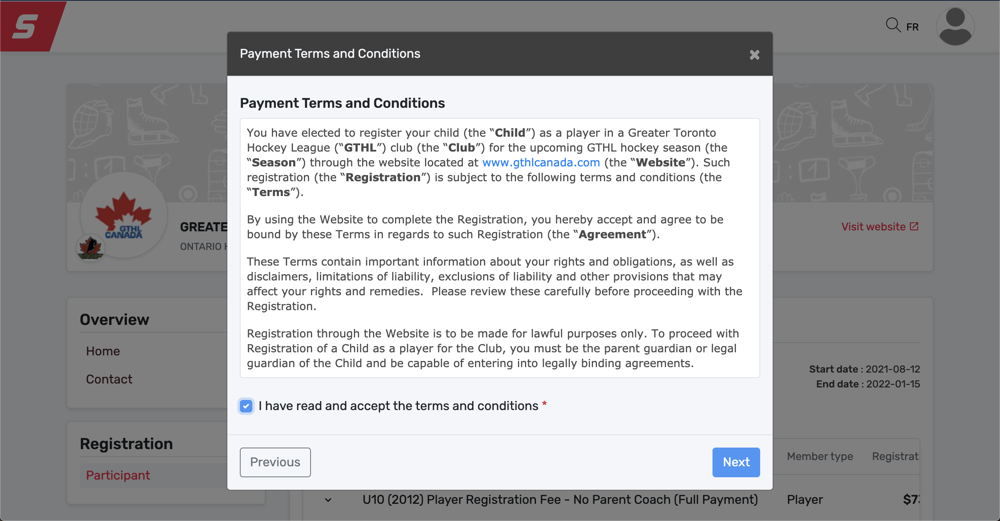 S
FR
Payment Terms and Conditions
Payment Terms and Conditions
You have elected to register your child (the “Child”) as a player in a Greater Toronto
Hockey League (“GTHL”) club (the “Club”) for the upcoming GTHL hockey season (the
“Season”) through the website located at www.gthlcanada.com (the “Website”). Such
registration (the “Registration”) is subject to the following terms and conditions (the
“Terms”).
By using the Website to complete the Registration, you hereby accept and agree to be
bound by these Terms in regards to such Registration (the “Agreement”).
These Terms contain important information about your rights and obligations, as well as
disclaimers, limitations of liability, exclusions of liability and other provisions that may
affect your rights and remedies.  Please review these carefully before proceeding with the
Registration.
Registration through the Website is to be made for lawful purposes only. To proceed with
Registration of a Child as a player for the Club, you must be the parent guardian or legal
guardian of the Child and be capable of entering into legally binding agreements.
I have read and accept the terms and conditions *
Previous
Next
GTHL
CANADA
OHF
GREATE
ONTARIO
Visit website
Overview
Home
Contact
Registration
Participant
Start date : 2021-08-12
End date : 2022-01-15
Member type
Registrat
U10 (2012) Player Registration Fee - No Parent Coach (Full Payment)
Player